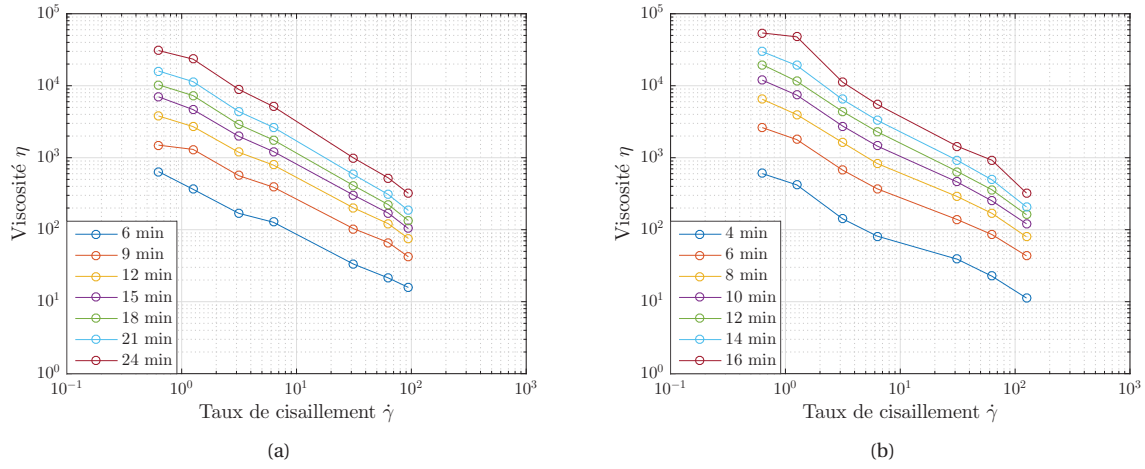 10^5
10^4
10^3
10^2
10^1
10^0
Viscosité η
6 min
9 min
12 min
15 min
18 min
21 min
24 min
10^-1
10^0
10^1
10^2
10^3
Taux de cisaillement γ̇
(a)
10^5
10^4
10^3
10^2
10^1
10^0
Viscosité η
4 min
6 min
8 min
10 min
12 min
14 min
16 min
10^-1
10^0
10^1
10^2
10^3
Taux de cisaillement γ̇
(b)